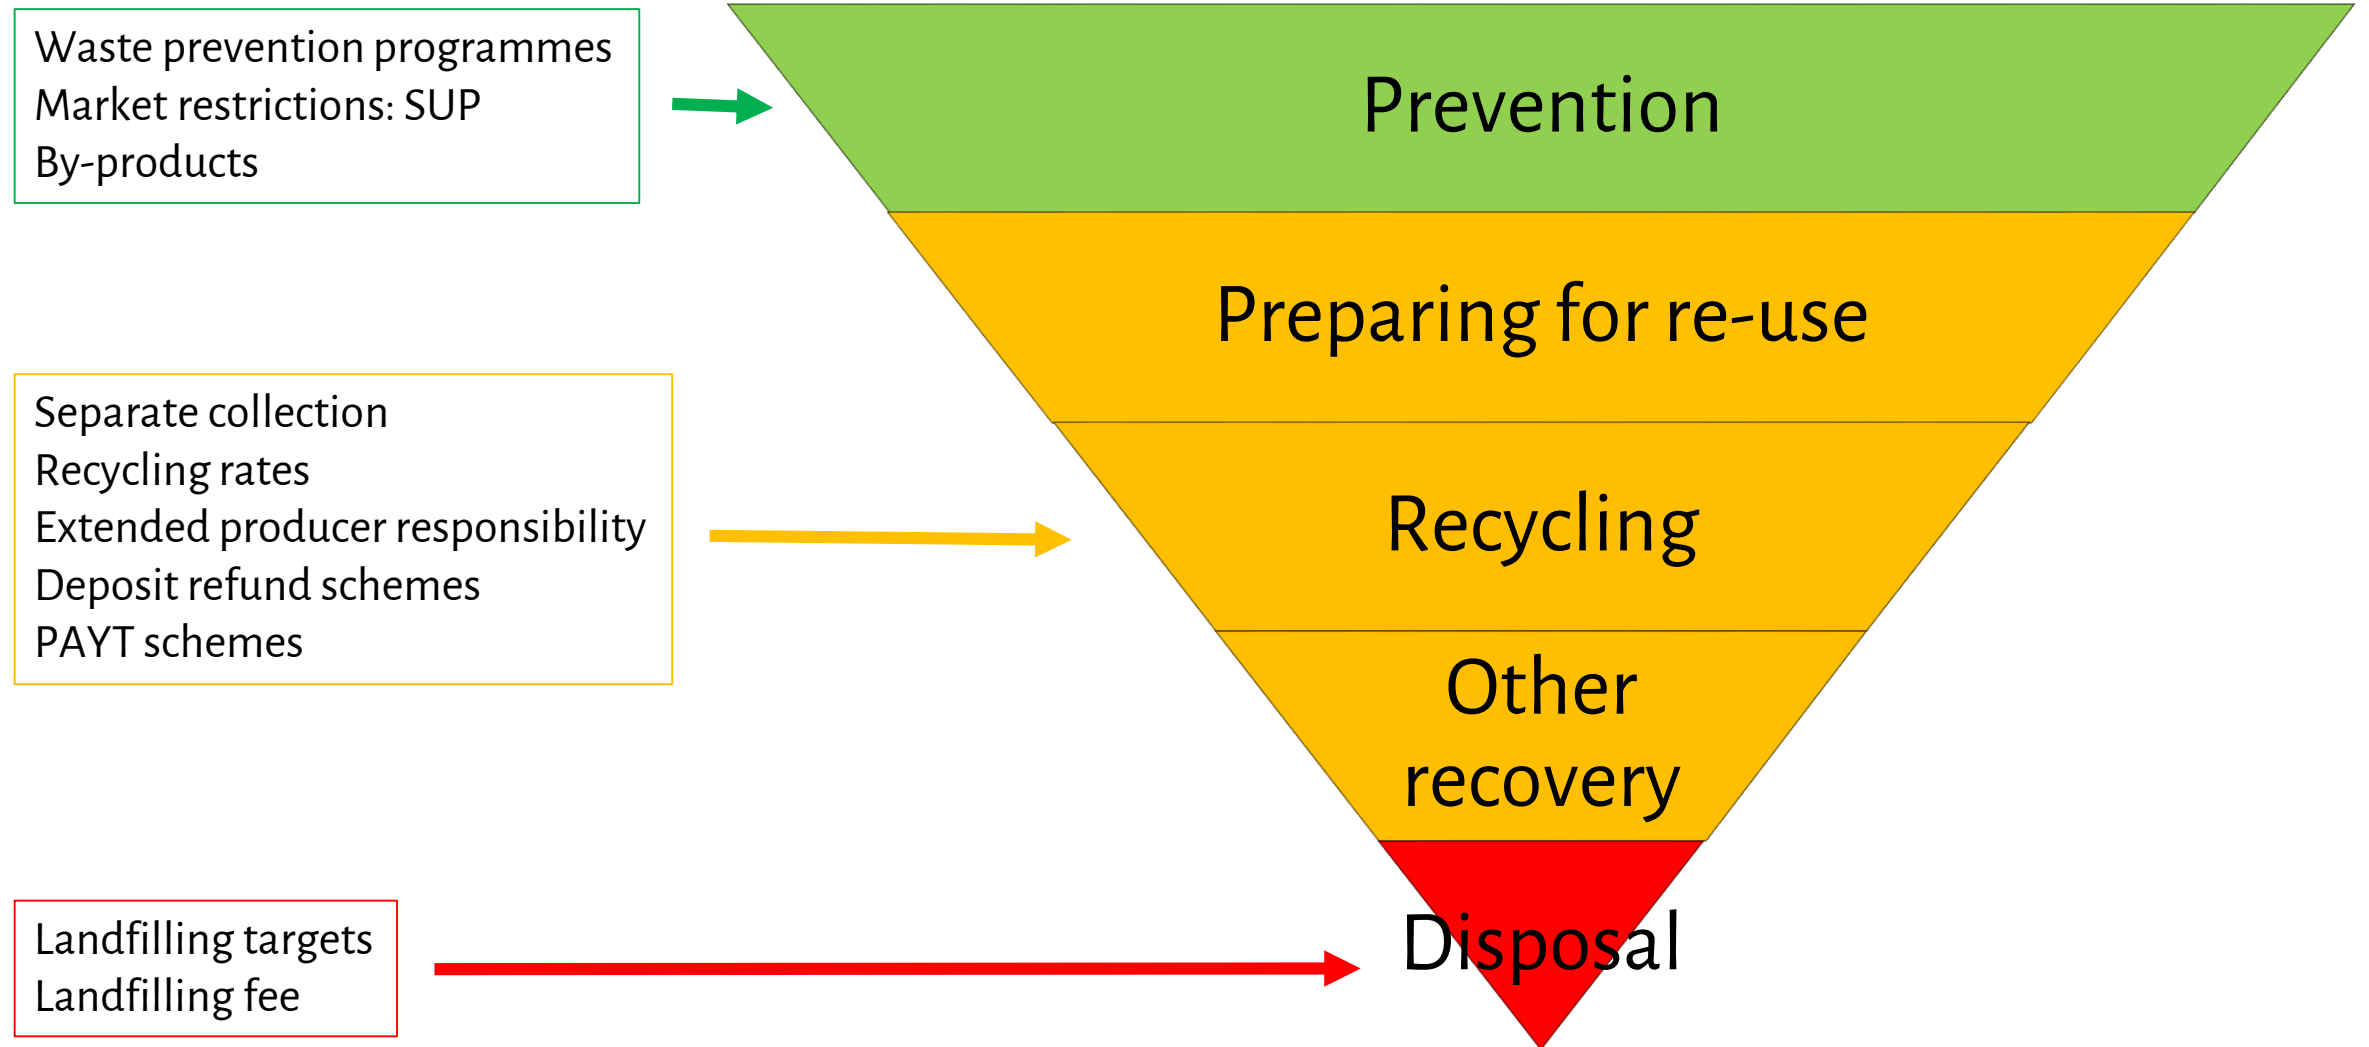 Waste prevention programmes
Market restrictions: SUP
By-products
Prevention
Preparing for re-use
Separate collection
Recycling rates
Extended producer responsibility
Deposit refund schemes
PAYT schemes
Recycling
Other
recovery
Landfilling targets
Landfilling fee
Disposal